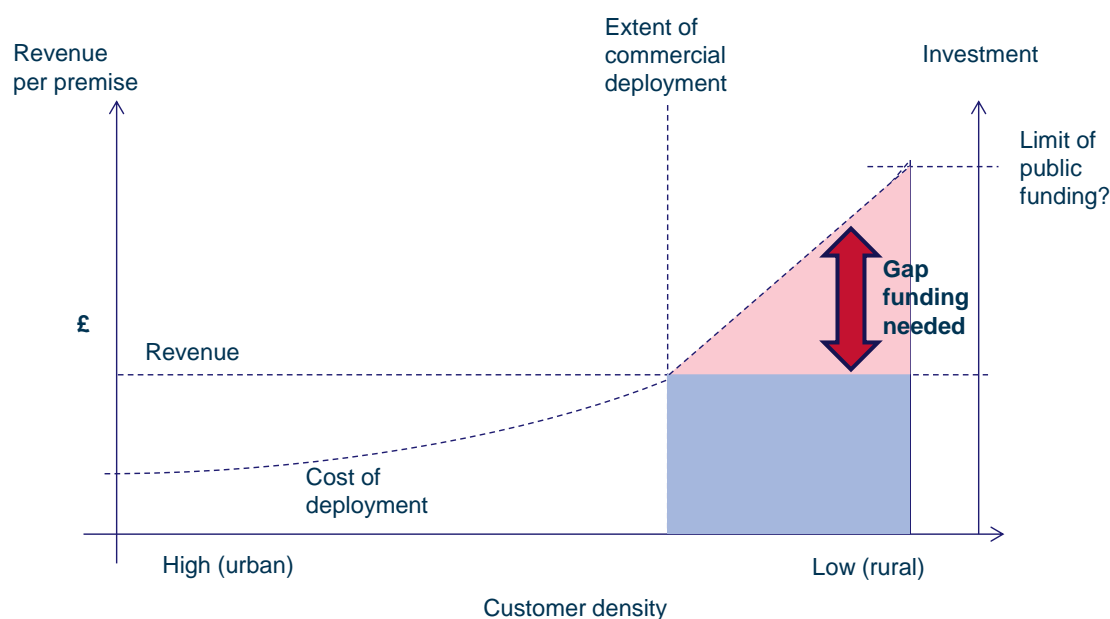 Revenue
per premise
Extent of
commercial
deployment
Investment
Limit of
public
funding?
Gap
funding
needed
£
Revenue
Cost of
deployment
High (urban)
Low (rural)
Customer density